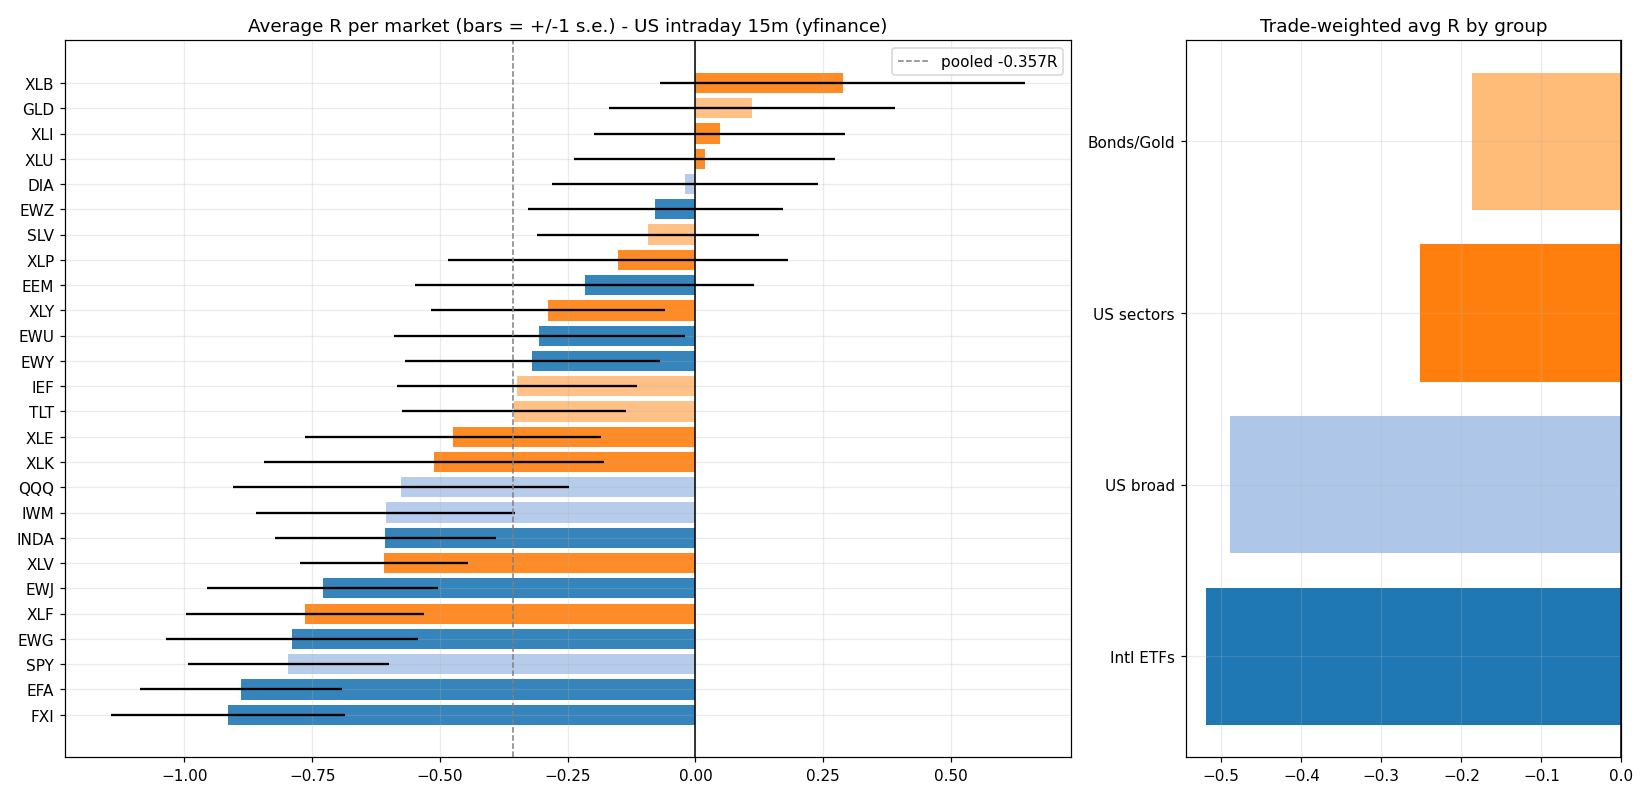 Average R per market (bars = +/-1 s.e.) - US intraday 15m (yfinance)
pooled -0.357R
XLB
GLD
XLI
XLU
DIA
EWZ
SLV
XLP
EEM
XLY
EWU
EWY
IEF
TLT
XLE
XLK
QQQ
IWM
INDA
XLV
EWJ
XLF
EWG
SPY
EFA
FXI
−1.00 −0.75 −0.50 −0.25 0.00 0.25 0.50
Trade-weighted avg R by group
Bonds/Gold
US sectors
US broad
Intl ETFs
−0.5 −0.4 −0.3 −0.2 −0.1 0.0